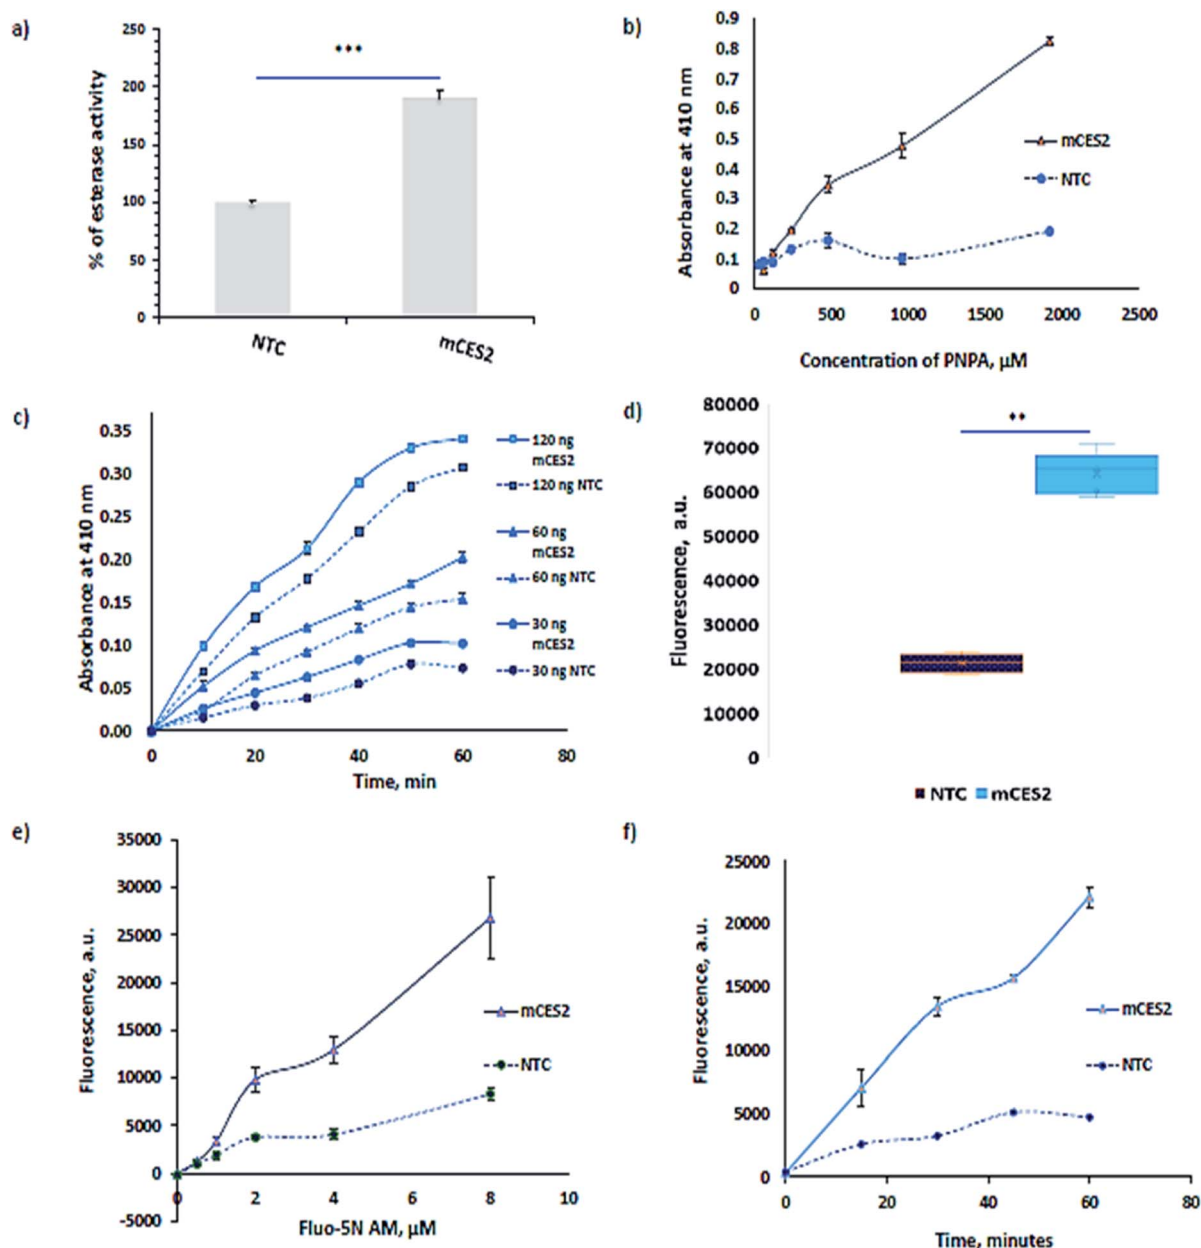 a)
% of esterase activity
250
200
150
100
50
0
***
NTC
mCES2
b)
Absorbance at 410 nm
0.9
0.8
0.7
0.6
0.5
0.4
0.3
0.2
0.1
0
0 500 1000 1500 2000 2500
Concentration of PNPA, µM
mCES2
NTC
c)
Absorbance at 410 nm
0.35
0.30
0.25
0.20
0.15
0.10
0.05
0.00
0 20 40 60 80
Time, min
120 ng
mCES2
120 ng NTC
60 ng
mCES2
60 ng NTC
30 ng
mCES2
30 ng NTC
d)
Fluorescence, a.u.
80000
70000
60000
50000
40000
30000
20000
10000
0
**
NTC mCES2
e)
Fluorescence, a.u.
35000
30000
25000
20000
15000
10000
5000
0
-5000
0 2 4 6 8 10
Fluo-5N AM, µM
mCES2
NTC
f)
Fluorescence, a.u.
25000
20000
15000
10000
5000
0
0 20 40 60 80
Time, minutes
mCES2
NTC